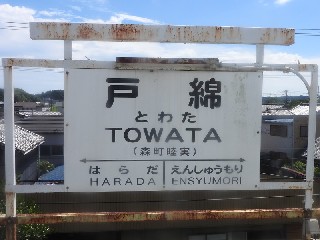 戸綿
とわた
TOWATA
(森町睦実)
はらだ えんしゅうもり
HARADA ENSYUMORI